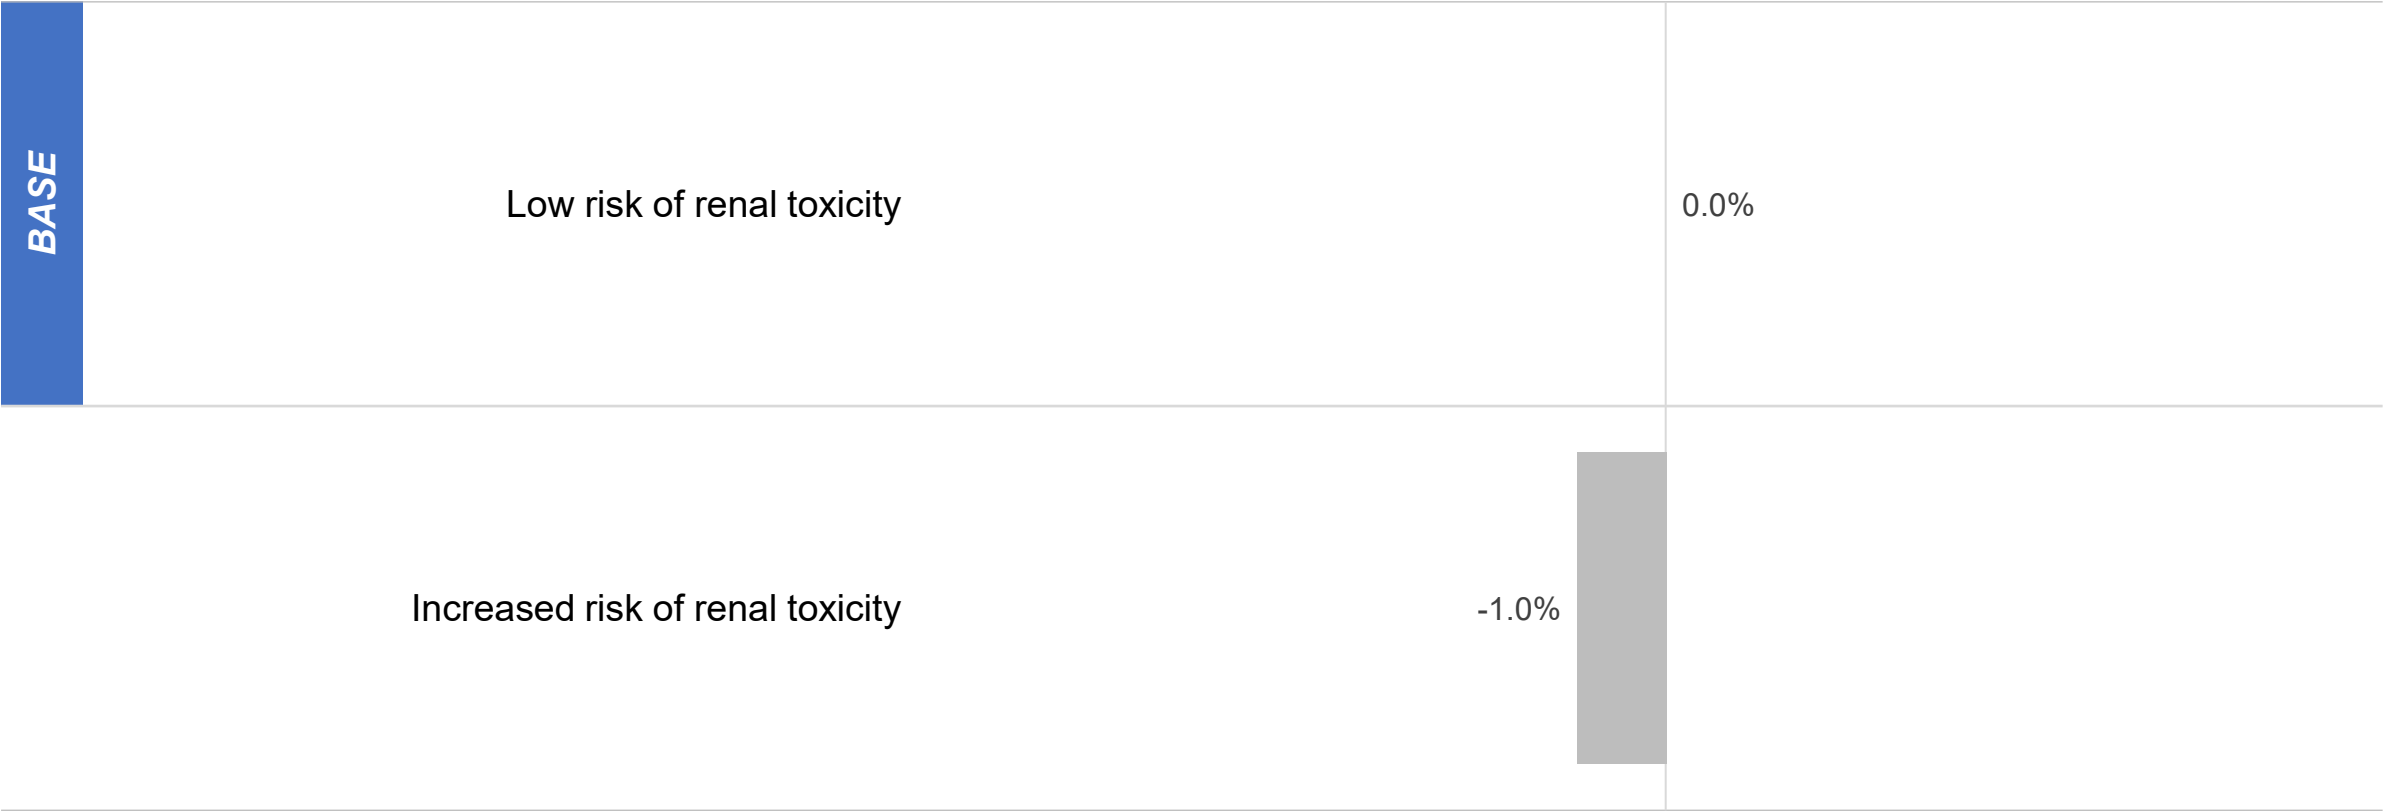 BASE
Low risk of renal toxicity
0.0%
Increased risk of renal toxicity
-1.0%